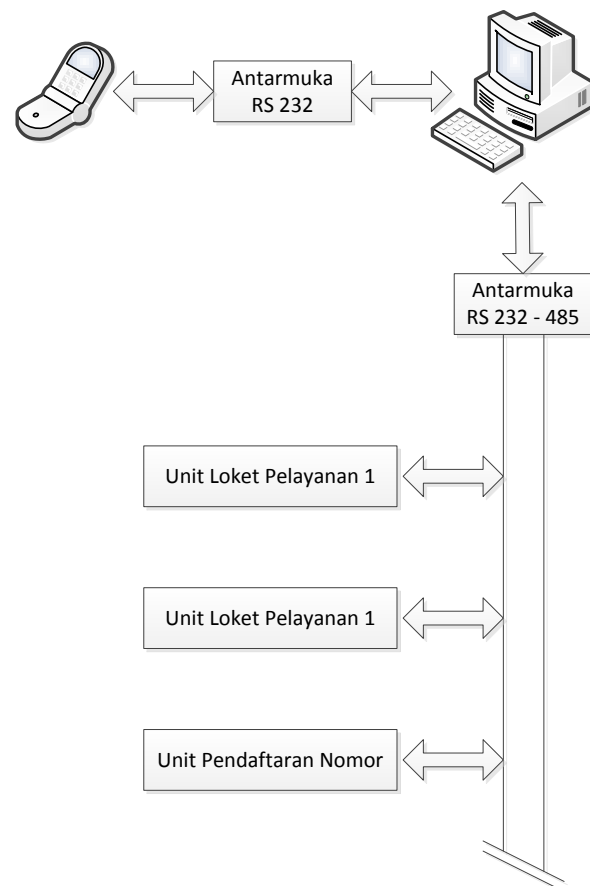 Antarmuka
RS 232
Antarmuka
RS 232 - 485
Unit Loket Pelayanan 1
Unit Loket Pelayanan 1
Unit Pendaftaran Nomor